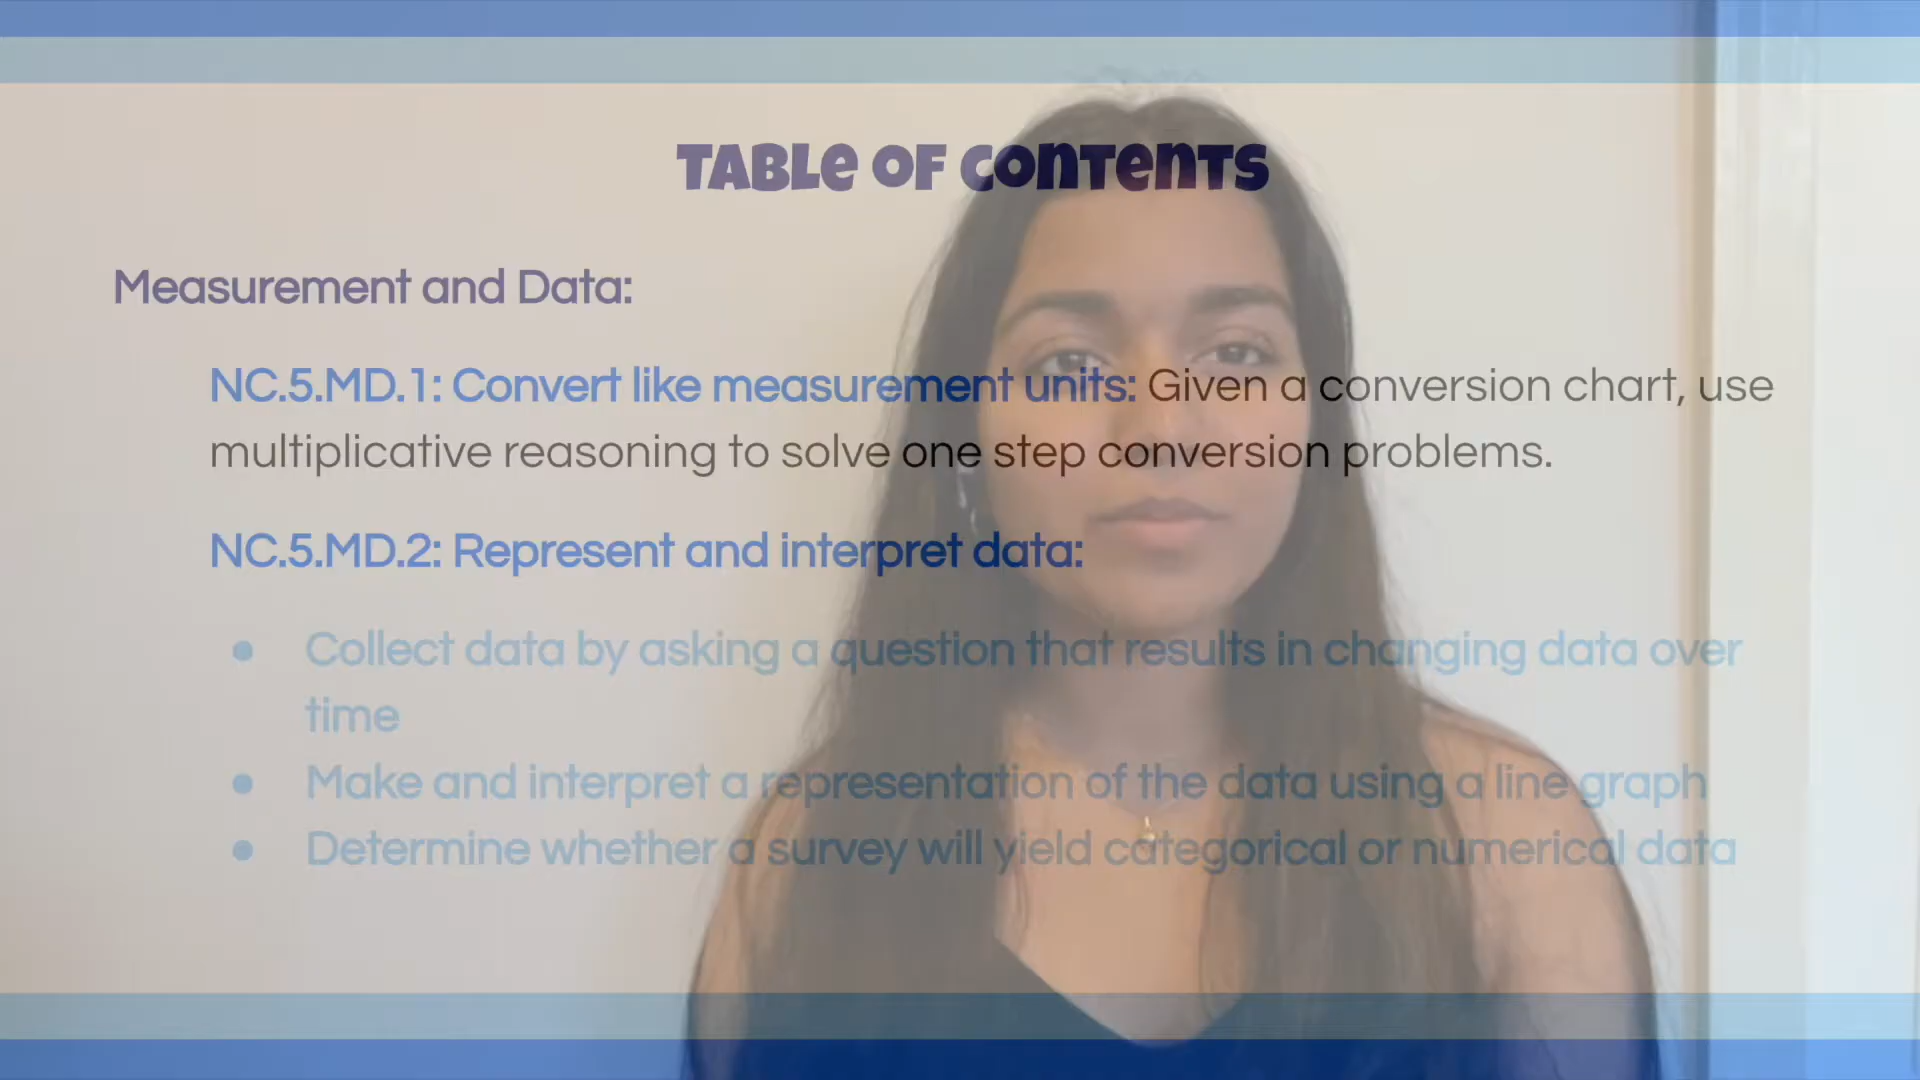 TABLe OF COnTenTS
Measurement and Data:
NC.5.MD.1: Convert like measurement units: Given a conversion chart, use
multiplicative reasoning to solve one step conversion problems.
NC.5.MD.2: Represent and interpret data:
● Collect data by asking a question that results in changing data over
time
● Make and interpret a representation of the data using a line graph
● Determine whether a survey will yield categorical or numerical data